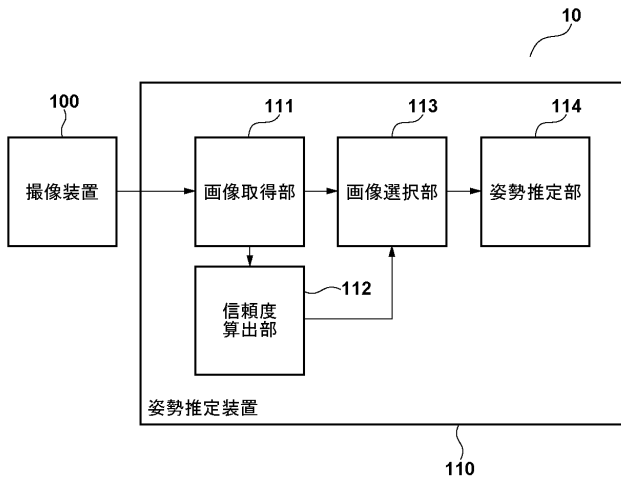 10
100
111
113
114
撮像装置
画像取得部
画像選択部
姿勢推定部
112
信頼度
算出部
姿勢推定装置
110